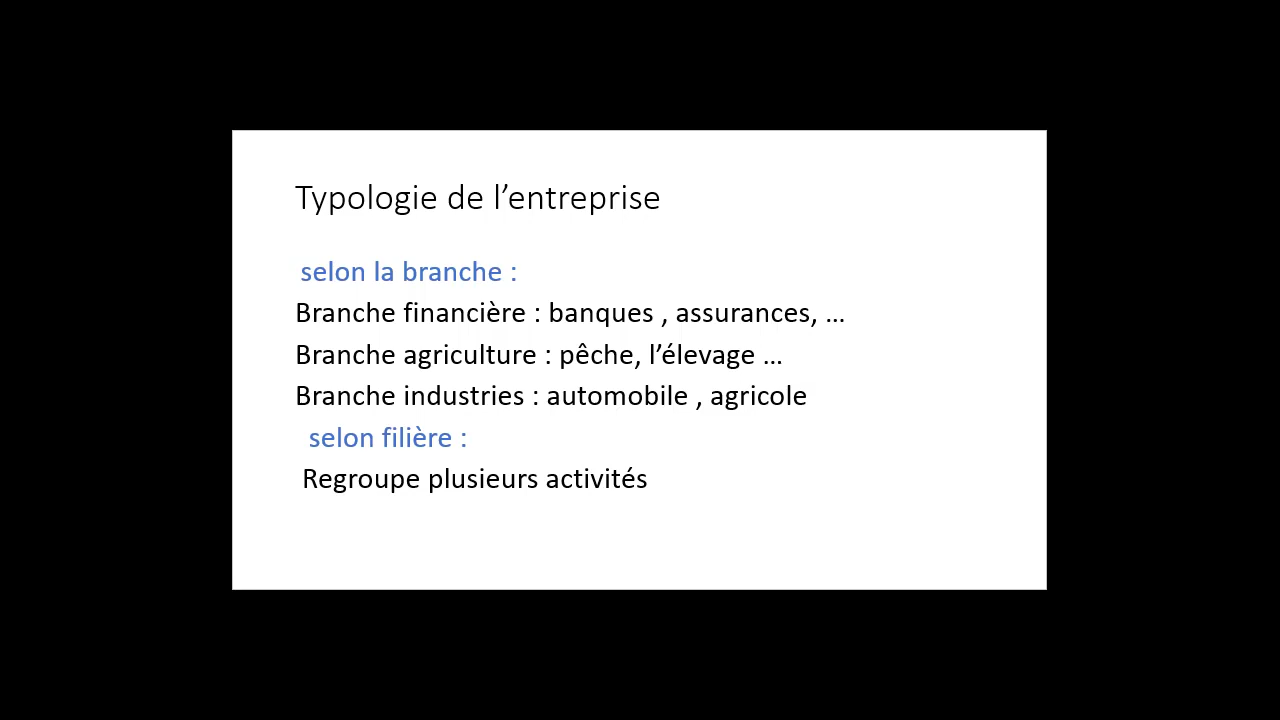 Typologie de l’entreprise
selon la branche :
Branche financière : banques , assurances, …
Branche agriculture : pêche, l’élevage …
Branche industries : automobile , agricole
selon filière :
Regroupe plusieurs activités